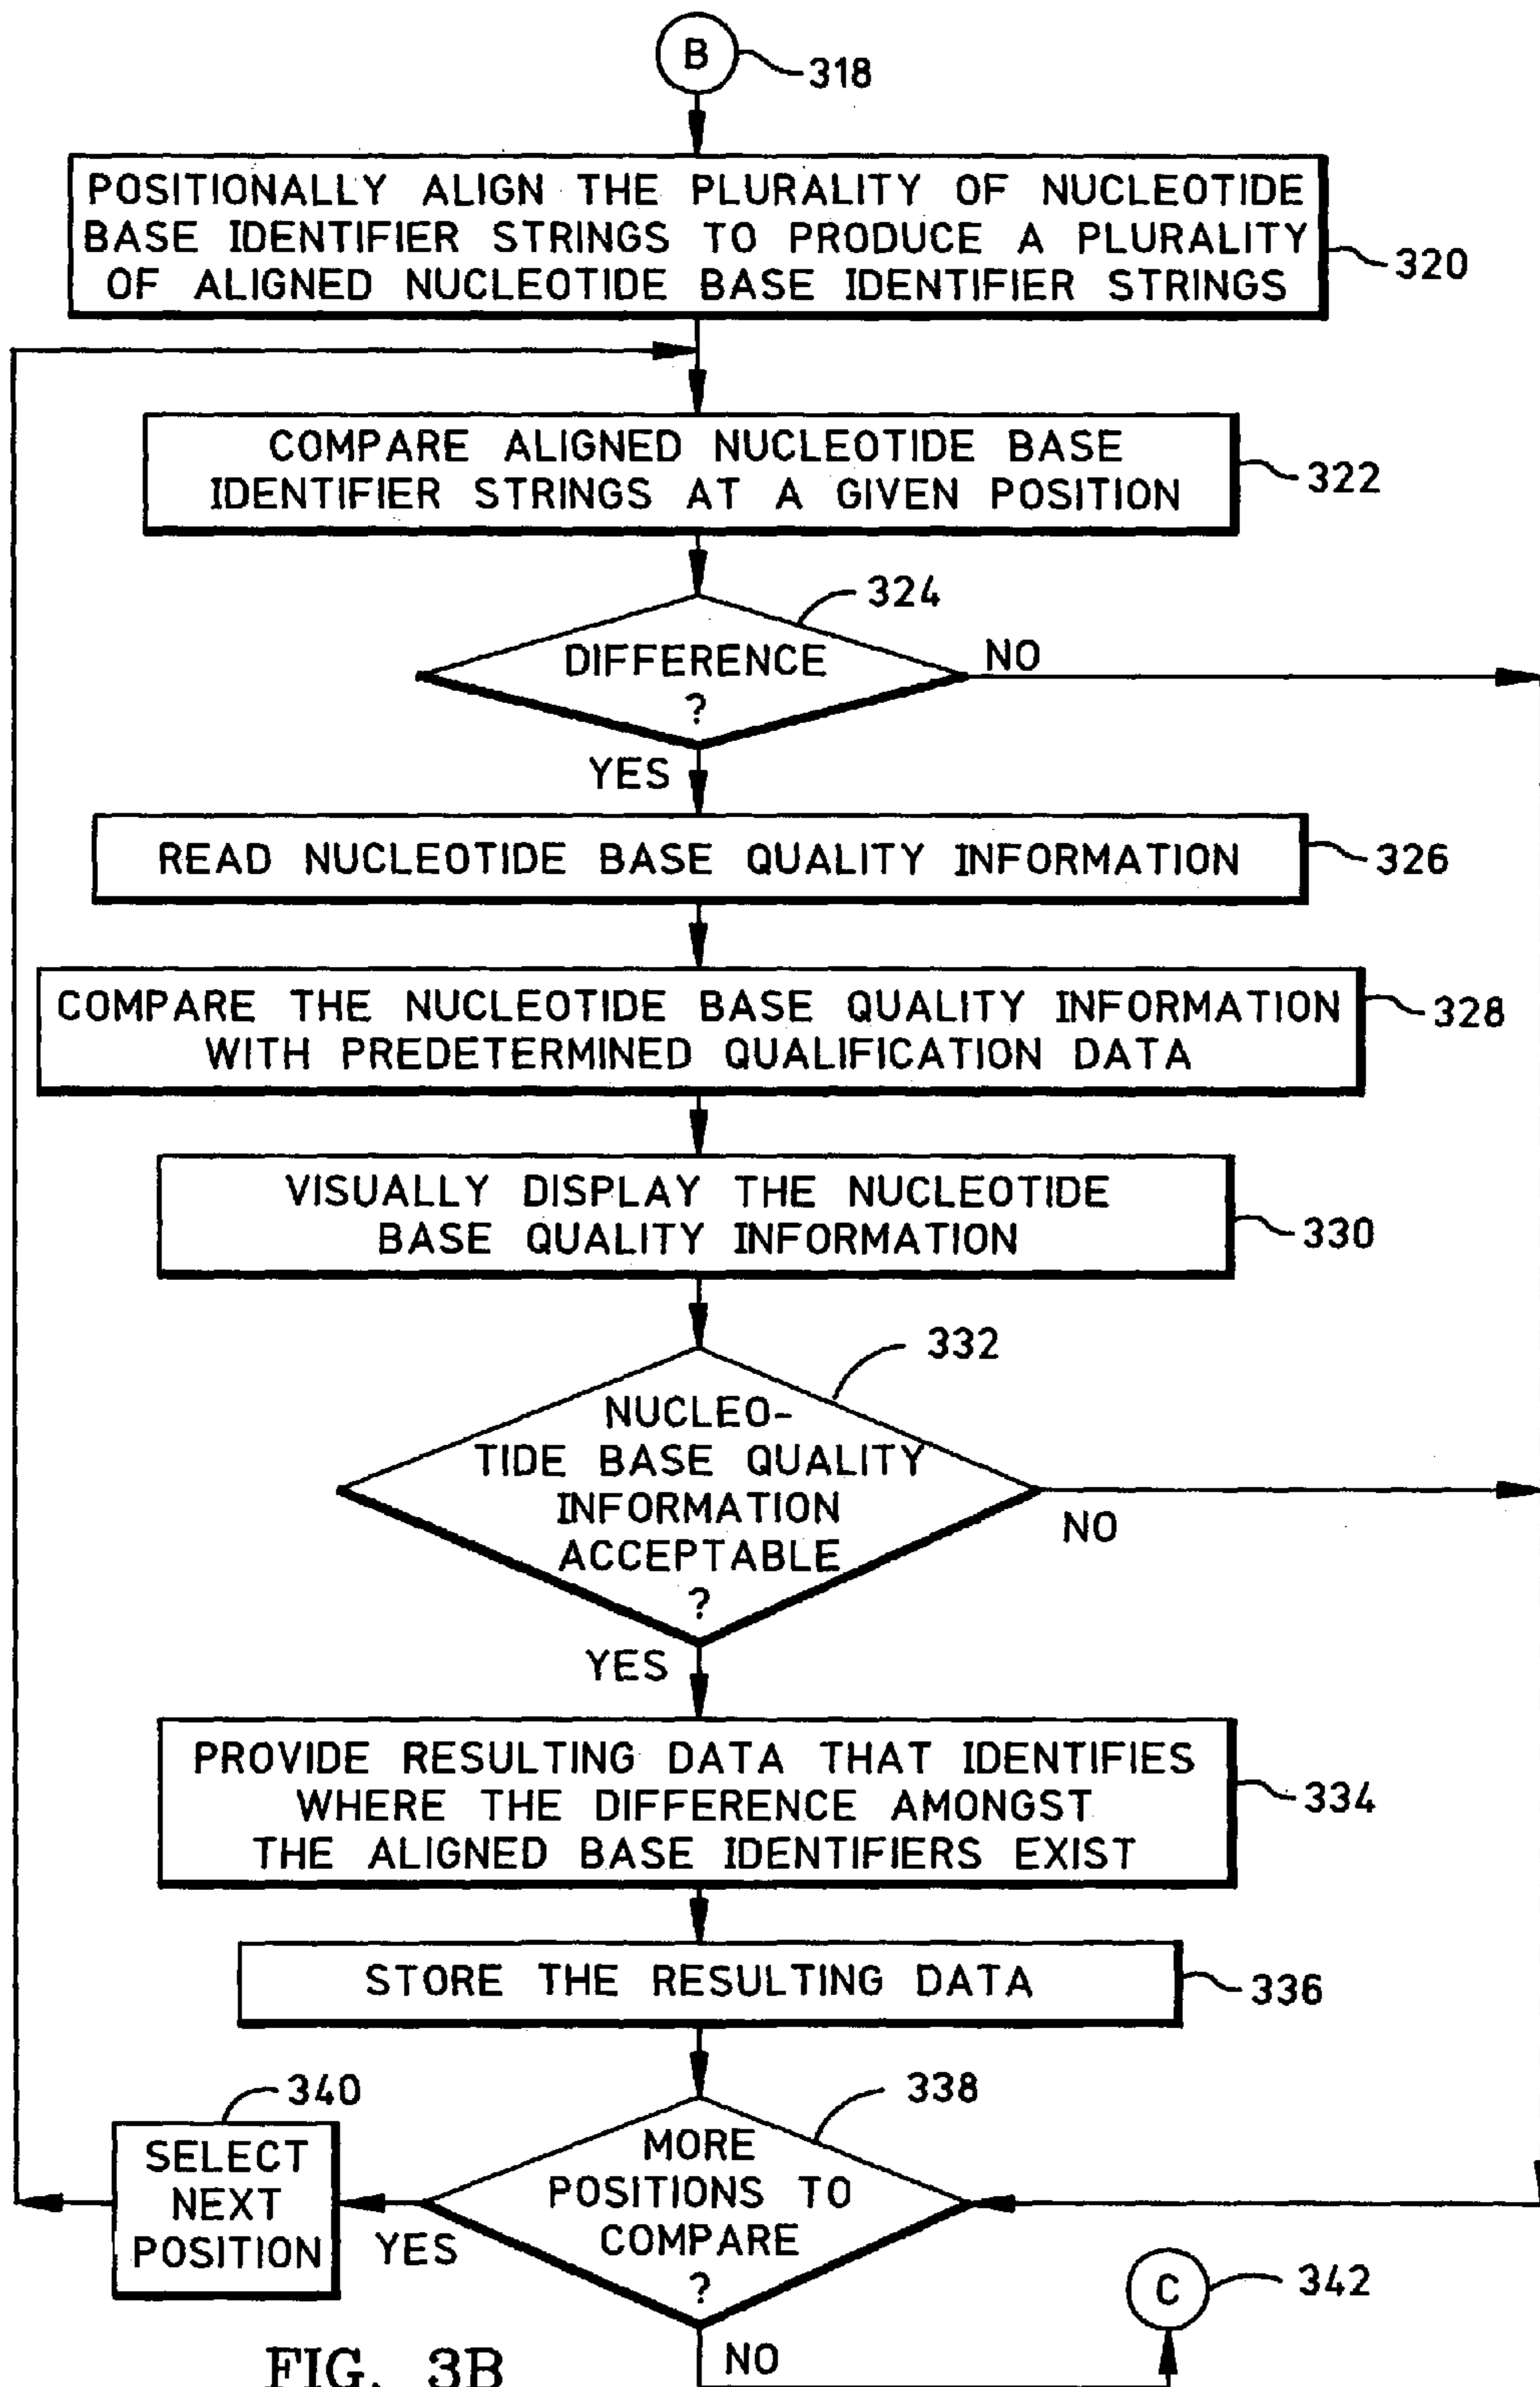 B
318
POSITIONALLY ALIGN THE PLURALITY OF NUCLEOTIDE
BASE IDENTIFIER STRINGS TO PRODUCE A PLURALITY
OF ALIGNED NUCLEOTIDE BASE IDENTIFIER STRINGS
320
COMPARE ALIGNED NUCLEOTIDE BASE
IDENTIFIER STRINGS AT A GIVEN POSITION
322
324
DIFFERENCE
?
NO
YES
READ NUCLEOTIDE BASE QUALITY INFORMATION
326
COMPARE THE NUCLEOTIDE BASE QUALITY INFORMATION
WITH PREDETERMINED QUALIFICATION DATA
328
VISUALLY DISPLAY THE NUCLEOTIDE
BASE QUALITY INFORMATION
330
332
NUCLEO-
TIDE BASE QUALITY
INFORMATION
ACCEPTABLE
?
NO
YES
PROVIDE RESULTING DATA THAT IDENTIFIES
WHERE THE DIFFERENCE AMONGST
THE ALIGNED BASE IDENTIFIERS EXIST
334
STORE THE RESULTING DATA
336
340
SELECT
NEXT
POSITION
338
MORE
POSITIONS TO
COMPARE
?
YES
NO
C
342
FIG. 3B